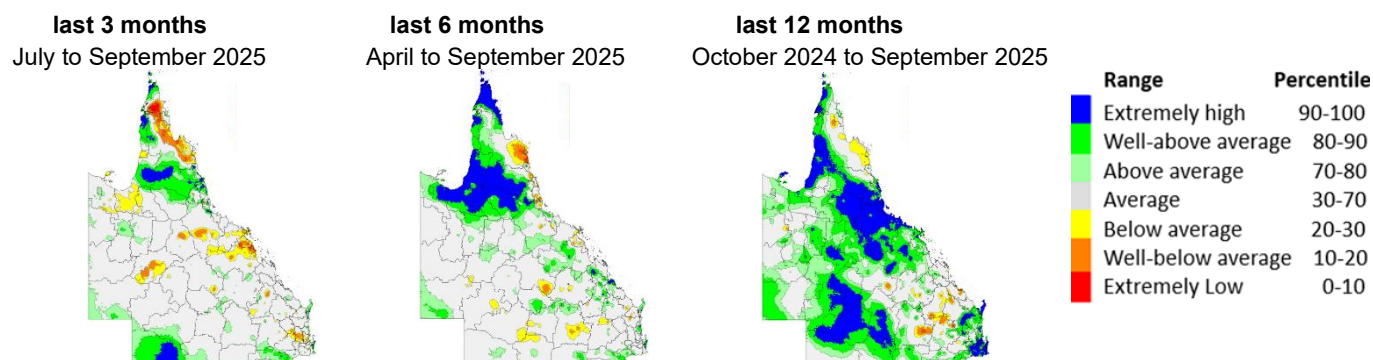 last 3 months
July to September 2025
last 6 months
April to September 2025
last 12 months
October 2024 to September 2025
Range Percentile
Extremely high 90-100
Well-above average 80-90
Above average 70-80
Average 30-70
Below average 20-30
Well-below average 10-20
Extremely Low 0-10